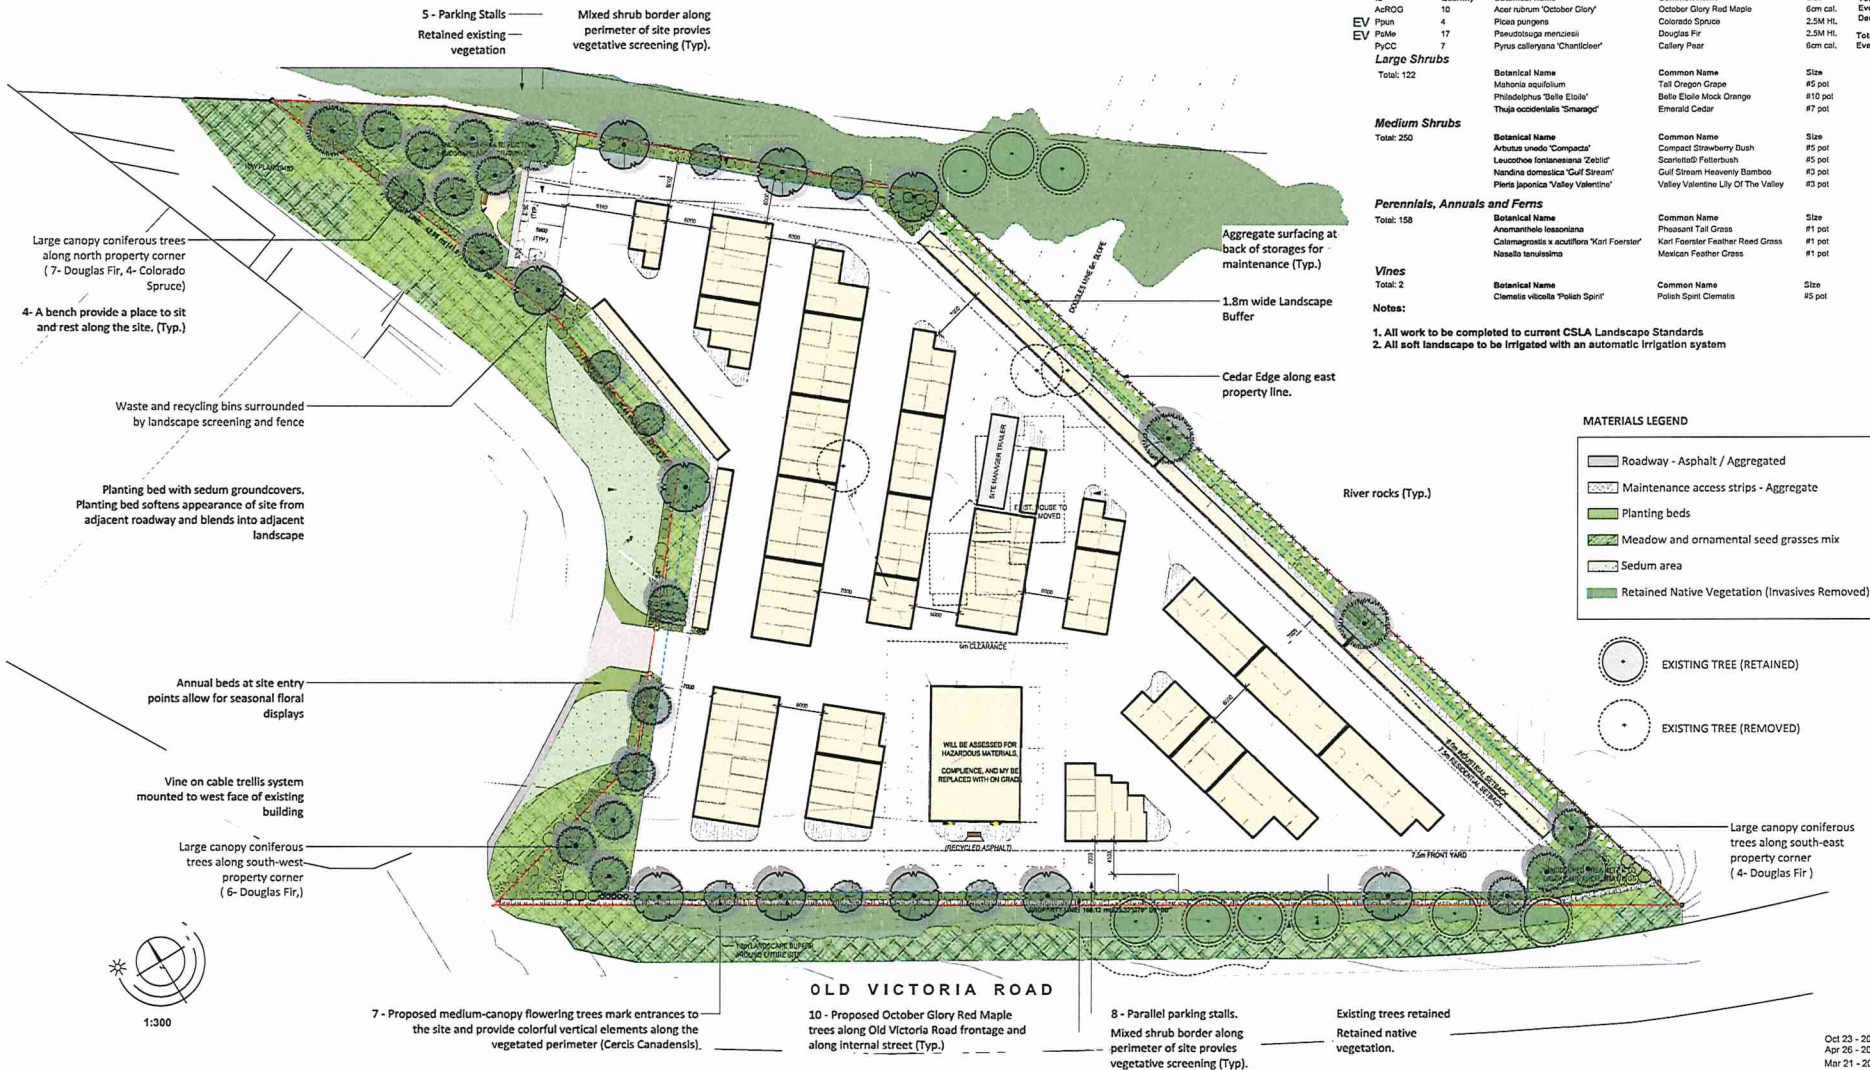 5 - Parking Stalls
Retained existing
vegetation
Mixed shrub border along
perimeter of site provies
vegetative screening (Typ).
AcROG 10 Acer rubrum 'October Glory' October Glory Red Maple 6cm cal.
EV Ppun 4 Picea pungens Colorado Spruce 2.5M Ht.
EV PsMe 17 Pseudotsuga menziesii Douglas Fir 2.5M Ht.
PyCC 7 Pyrus calleryana 'Chanticleer' Callery Pear 6cm cal.
Large Shrubs
Total: 122 Botanical Name Common Name Size
Mahonia aquifolium Tall Oregon Grape #5 pot
Philadelphus 'Belle Etoile' Belle Etoile Mock Orange #10 pot
Thuja occidentalis 'Smaragd' Emerald Cedar #7 pot
Medium Shrubs
Total: 250 Botanical Name Common Name Size
Arbutus unedo 'Compacta' Compact Strawberry Bush #5 pot
Leucothoe fontanesiana 'Zeblid' Scarletta® Fetterbush #5 pot
Nandina domestica 'Gulf Stream' Gulf Stream Heavenly Bamboo #3 pot
Pieris japonica 'Valley Valentine' Valley Valentine Lily Of The Valley #3 pot
Perennials, Annuals and Ferns
Total: 158 Botanical Name Common Name Size
Anemanthele lessoniana Pheasant Tail Grass #1 pot
Calamagrostis x acutiflora 'Karl Foerster' Karl Foerster Feather Reed Grass #1 pot
Nasella tenuissima Mexican Feather Grass #1 pot
Vines
Total: 2 Botanical Name Common Name Size
Clematis viticella 'Polish Spirit' Polish Spirit Clematis #5 pot
Notes:
1. All work to be completed to current CSLA Landscape Standards
2. All soft landscape to be irrigated with an automatic irrigation system
Large canopy coniferous trees
along north property corner
( 7- Douglas Fir, 4- Colorado
Spruce)
4- A bench provide a place to sit
and rest along the site. (Typ.)
Waste and recycling bins surrounded
by landscape screening and fence
Planting bed with sedum groundcovers.
Planting bed softens appearance of site from
adjacent roadway and blends into adjacent
landscape
Annual beds at site entry
points allow for seasonal floral
displays
Vine on cable trellis system
mounted to west face of existing
building
Large canopy coniferous
trees along south-west
property corner
( 6- Douglas Fir,)
Aggregate surfacing at
back of storages for
maintenance (Typ.)
1.8m wide Landscape
Buffer
Cedar Edge along east
property line.
River rocks (Typ.)
SITE MANAGER TRAILER
6m CLEARANCE
WILL BE ASSESSED FOR
HAZARDOUS MATERIALS,
COMPLIENCE, AND MY BE
REPLACED WITH ON GRADE
(RECYCLED ASPHALT)
7.5m FRONT YARD
7.5m RESIDENTIAL SETBACK
MATERIALS LEGEND
Roadway - Asphalt / Aggregated
Maintenance access strips - Aggregate
Planting beds
Meadow and ornamental seed grasses mix
Sedum area
Retained Native Vegetation (Invasives Removed)
EXISTING TREE (RETAINED)
EXISTING TREE (REMOVED)
Large canopy coniferous
trees along south-east
property corner
( 4- Douglas Fir )
1:300
OLD VICTORIA ROAD
7 - Proposed medium-canopy flowering trees mark entrances to
the site and provide colorful vertical elements along the
vegetated perimeter (Cercis Canadensis).
10 - Proposed October Glory Red Maple
trees along Old Victoria Road frontage and
along internal street (Typ.)
8 - Parallel parking stalls.
Mixed shrub border along
perimeter of site provies
vegetative screening (Typ).
Existing trees retained
Retained native
vegetation.
Oct 23 - 20
Apr 26 - 20
Mar 21 - 20